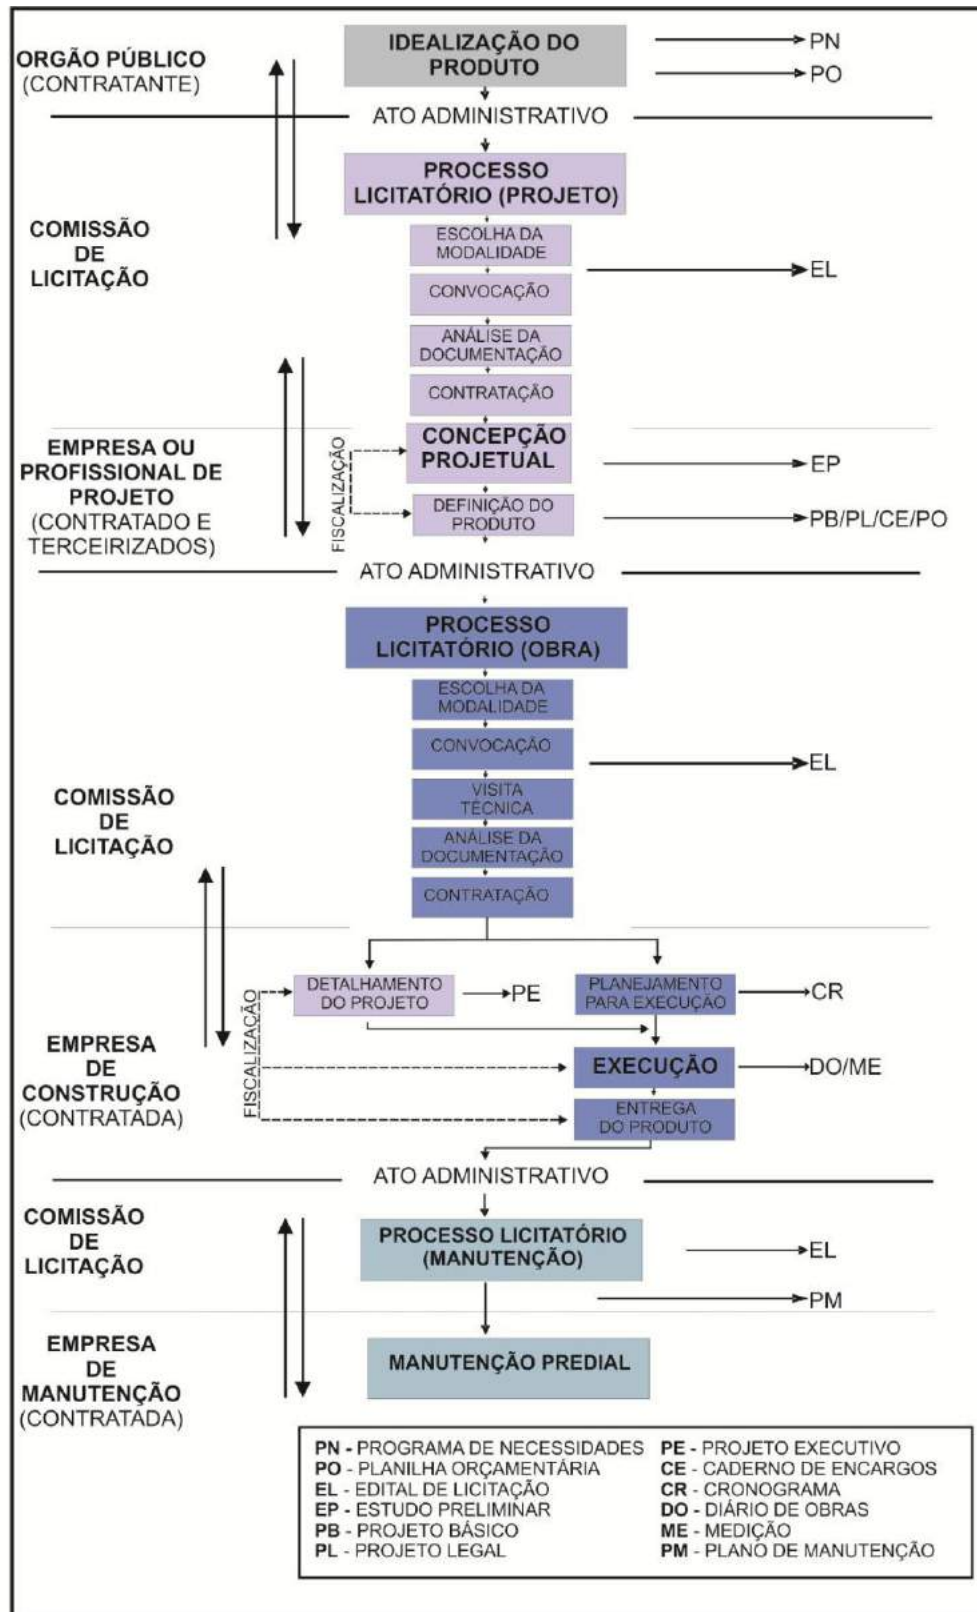 IDEALIZAÇÃO DO
PRODUTO
PN
PO
ORGÃO PÚBLICO
(CONTRATANTE)
ATO ADMINISTRATIVO
PROCESSO
LICITATÓRIO (PROJETO)
COMISSÃO
DE
LICITAÇÃO
ESCOLHA DA
MODALIDADE
EL
CONVOCAÇÃO
ANÁLISE DA
DOCUMENTAÇÃO
CONTRATAÇÃO
EMPRESA OU
PROFISSIONAL DE
PROJETO
(CONTRATADO E
TERCEIRIZADOS)
FISCALIZAÇÃO
CONCEPÇÃO
PROJETUAL
EP
DEFINIÇÃO DO
PRODUTO
PB/PL/CE/PO
ATO ADMINISTRATIVO
PROCESSO
LICITATÓRIO (OBRA)
ESCOLHA DA
MODALIDADE
CONVOCAÇÃO
EL
VISITA
TÉCNICA
COMISSÃO
DE
LICITAÇÃO
ANÁLISE DA
DOCUMENTAÇÃO
CONTRATAÇÃO
DETALHAMENTO
DO PROJETO
PE
PLANEJAMENTO
PARA EXECUÇÃO
CR
FISCALIZAÇÃO
EMPRESA
DE
CONSTRUÇÃO
(CONTRATADA)
EXECUÇÃO
DO/ME
ENTREGA
DO PRODUTO
ATO ADMINISTRATIVO
COMISSÃO
DE
LICITAÇÃO
PROCESSO LICITATÓRIO
(MANUTENÇÃO)
EL
PM
EMPRESA
DE
MANUTENÇÃO
(CONTRATADA)
MANUTENÇÃO PREDIAL
PN - PROGRAMA DE NECESSIDADES
PO - PLANILHA ORÇAMENTÁRIA
EL - EDITAL DE LICITAÇÃO
EP - ESTUDO PRELIMINAR
PB - PROJETO BÁSICO
PL - PROJETO LEGAL
PE - PROJETO EXECUTIVO
CE - CADERNO DE ENCARGOS
CR - CRONOGRAMA
DO - DIÁRIO DE OBRAS
ME - MEDIÇÃO
PM - PLANO DE MANUTENÇÃO